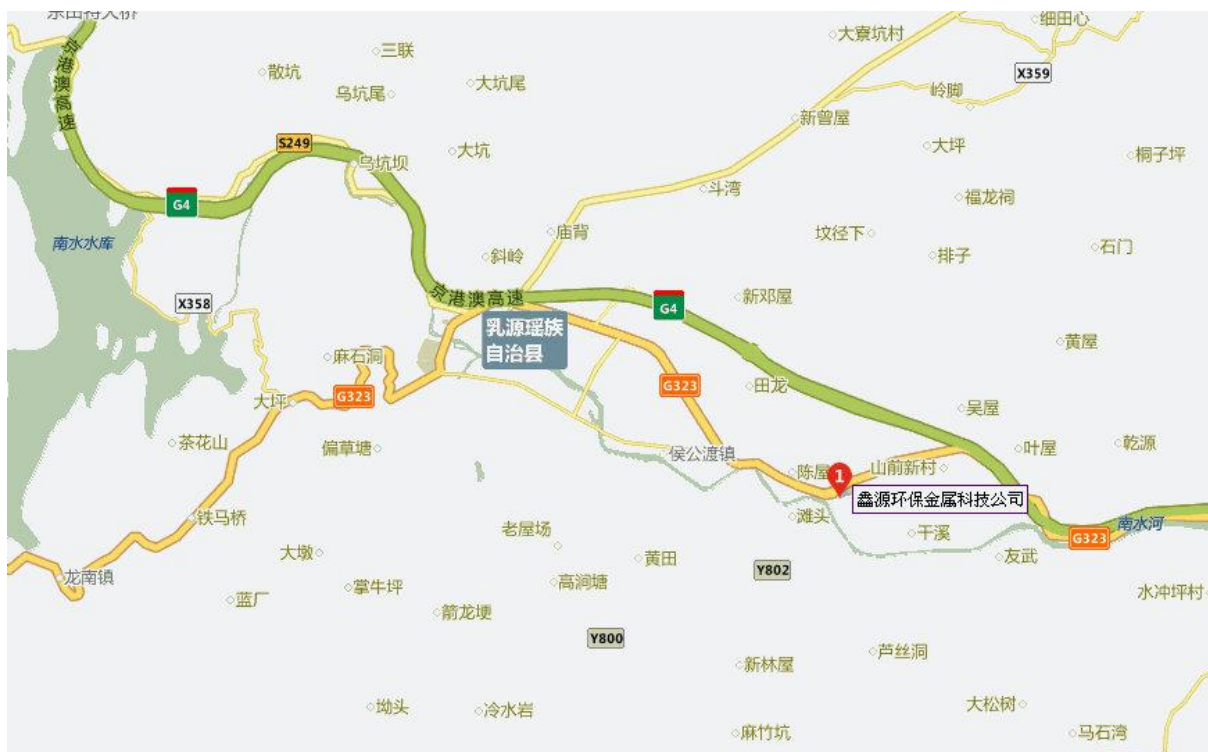 细田心
大寮坑村
三联
京港澳高速
散坑
X359
大坑尾
乌坑尾
岭脚
新曾屋
S249
大坪
大坑
桐子坪
乌坑坝
斗湾
福龙祠
G4
庙背
坟径下
南水水库
石门
斜岭
排子
京港澳高速
新邓屋
X358
G4
乳源瑶族
自治县
黄屋
麻石洞
G323
田龙
G323
大坪
吴屋
茶花山
偏草塘
叶屋
乾源
侯公渡镇
陈屋
山前新村
1
鑫源环保金属科技公司
铁马桥
滩头
南水河
老屋场
干溪
G323
大墩
黄田
友武
Y802
龙南镇
掌牛坪
高涧塘
水冲坪村
蓝厂
箭龙埂
Y800
芦丝洞
新林屋
坳头
冷水岩
大松树
麻竹坑
马石湾